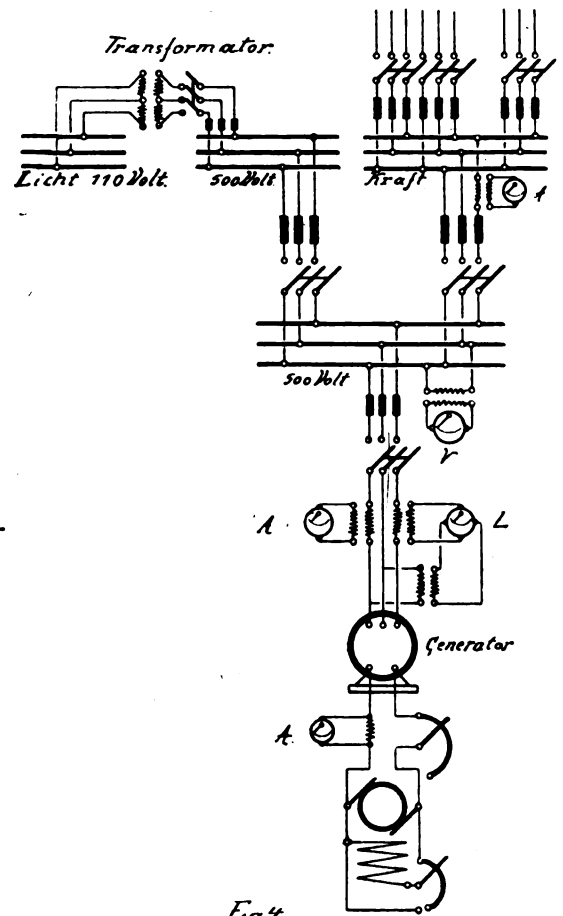 Transformator.
Licht 110 Volt.
500 Volt.
Kraft
A
500 Volt
V
A
L
Generator
A.
Fig 4.